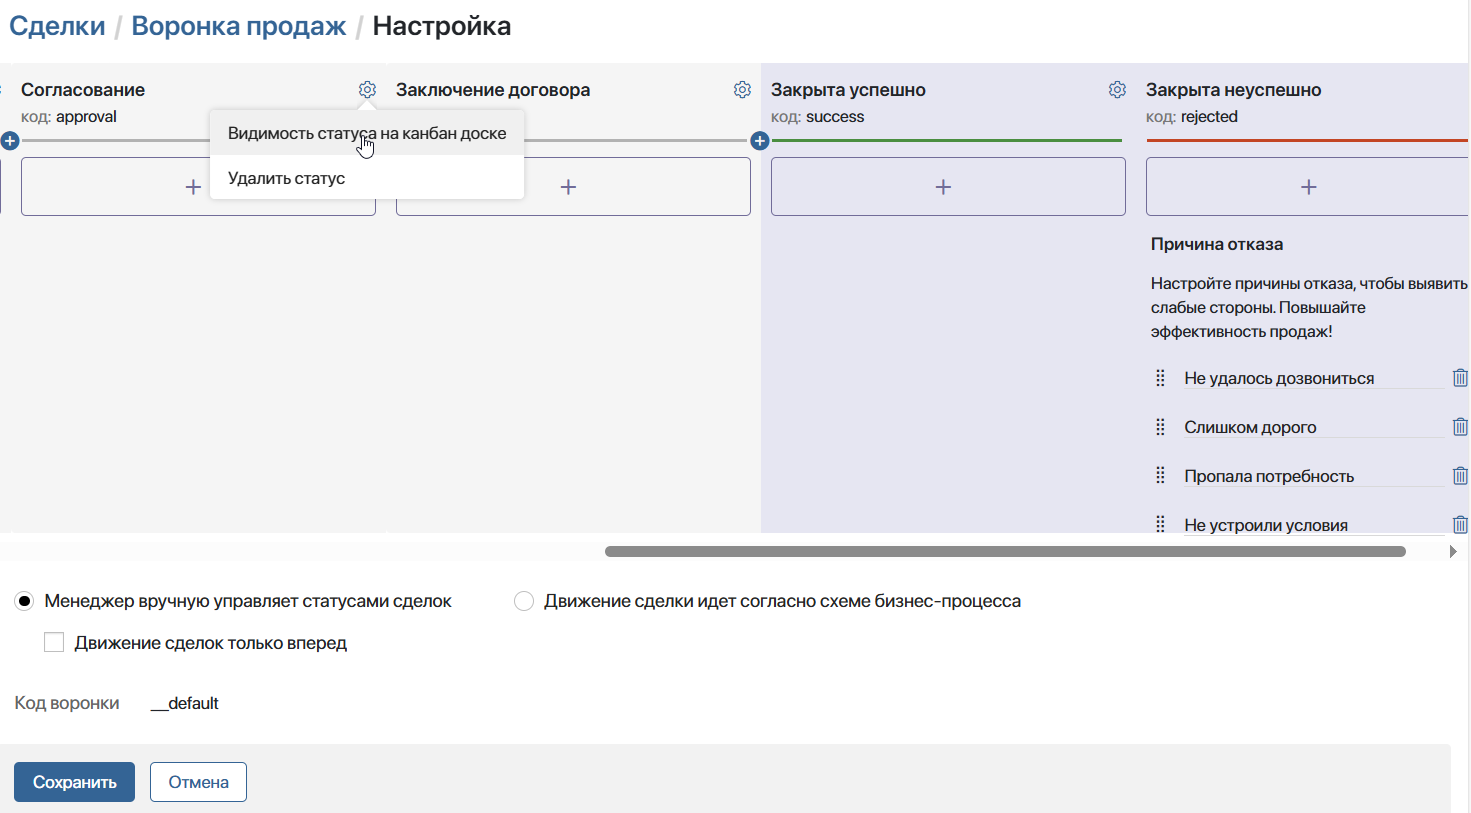 Сделки / Воронка продаж / Настройка
Согласование
код: approval
Заключение договора
Закрыта успешно
код: success
Закрыта неуспешно
код: rejected
Видимость статуса на канбан доске
Удалить статус
Причина отказа
Настройте причины отказа, чтобы выявить
слабые стороны. Повышайте
эффективность продаж!
Не удалось дозвониться
Слишком дорого
Пропала потребность
Не устроили условия
Менеджер вручную управляет статусами сделок
Движение сделки идет согласно схеме бизнес-процесса
Движение сделок только вперед
Код воронки __default
Сохранить
Отмена